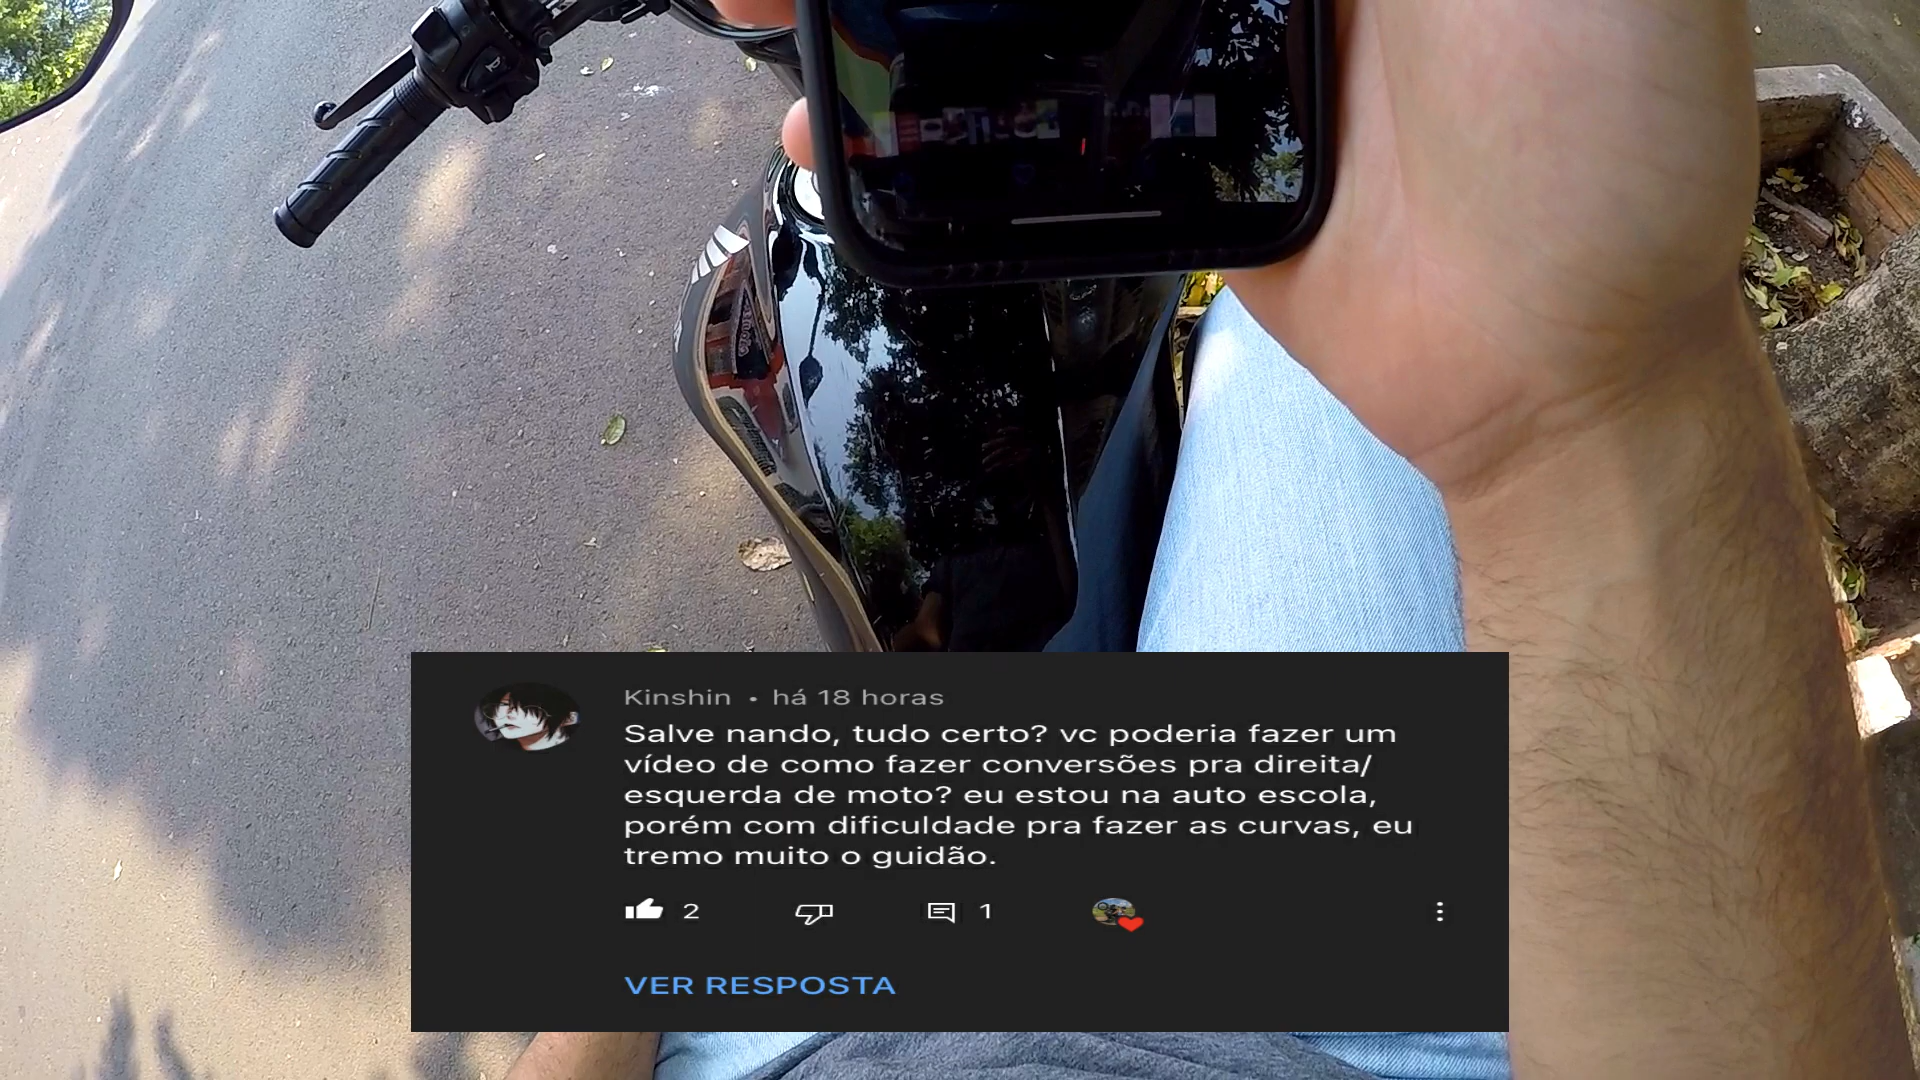 Kinshin • há 18 horas
Salve nando, tudo certo? vc poderia fazer um
vídeo de como fazer conversões pra direita/
esquerda de moto? eu estou na auto escola,
porém com dificuldade pra fazer as curvas, eu
tremo muito o guidão.
2
1
VER RESPOSTA